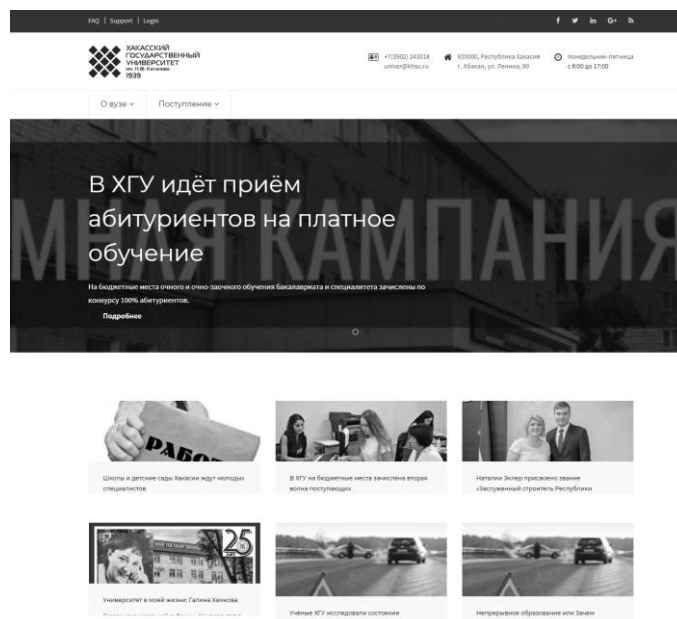 FAQ | Support | Login
ХАКАССКИЙ
ГОСУДАРСТВЕННЫЙ
УНИВЕРСИТЕТ
им Н.Ф. Катанова
1939
+7(3902) 243018
univer@khsu.ru
655000, Республика Хакасия
г. Абакан, ул. Ленина, 90
понедельник-пятница
с 8:00 до 17:00
О вузе
Поступление
МНАЯ КАМПАНИЯ
В ХГУ идёт приём
абитуриентов на платное
обучение
На бюджетные места очного и очно-заочного обучения бакалавриата и специалитета зачислены по
конкурсу 100% абитуриентов.
Подробнее
РАБО
Школы и детские сады Хакасии ждут молодых
специалистов
В ХГУ на бюджетные места зачислена вторая
волна поступающих
Наталии Эклер присвоено звание
«Заслуженный строитель Республики
25
Университет в моей жизни: Галина Хамкова
Учёные ХГУ исследовали состояние
Непрерывное образование или Зачем